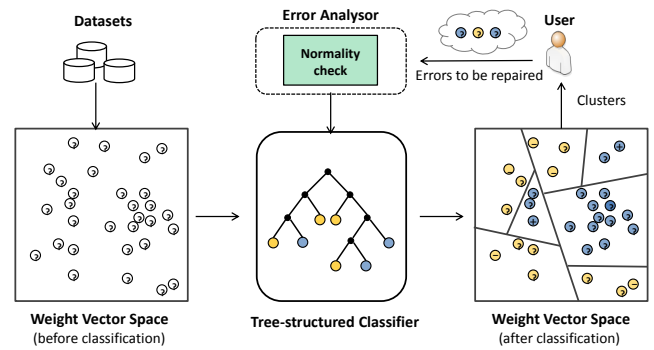 Datasets
Error Analysor
User
Normality
check
Errors to be repaired
Clusters
Weight Vector Space
(before classification)
Tree-structured Classifier
Weight Vector Space
(after classification)